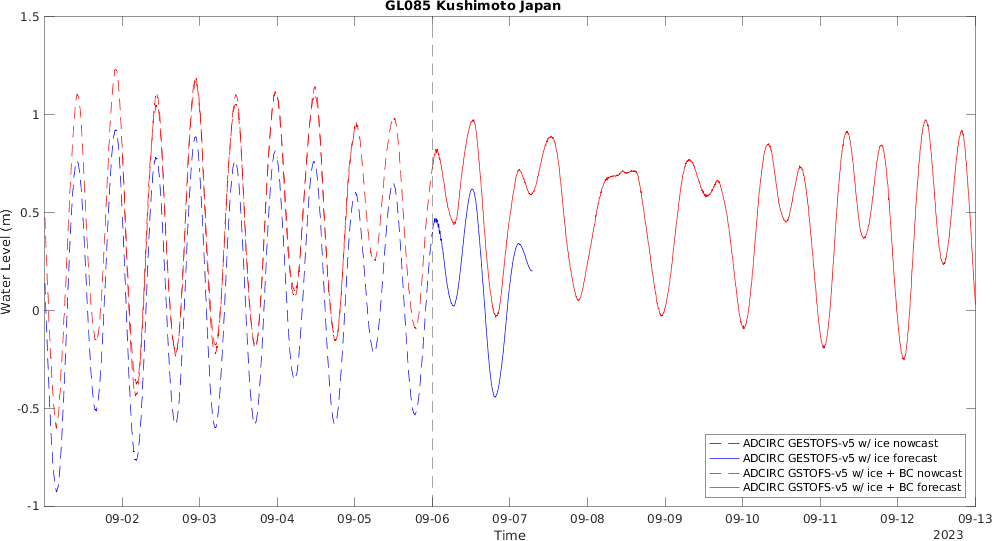 GL085 Kushimoto Japan
1.5
1
0.5
0
-0.5
-1
Water Level (m)
09-02 09-03 09-04 09-05 09-06 09-07 09-08 09-09 09-10 09-11 09-12 09-13
Time
2023
ADCIRC GESTOFS-v5 w/ ice nowcast
ADCIRC GESTOFS-v5 w/ ice forecast
ADCIRC GSTOFS-v5 w/ ice + BC nowcast
ADCIRC GSTOFS-v5 w/ ice + BC forecast